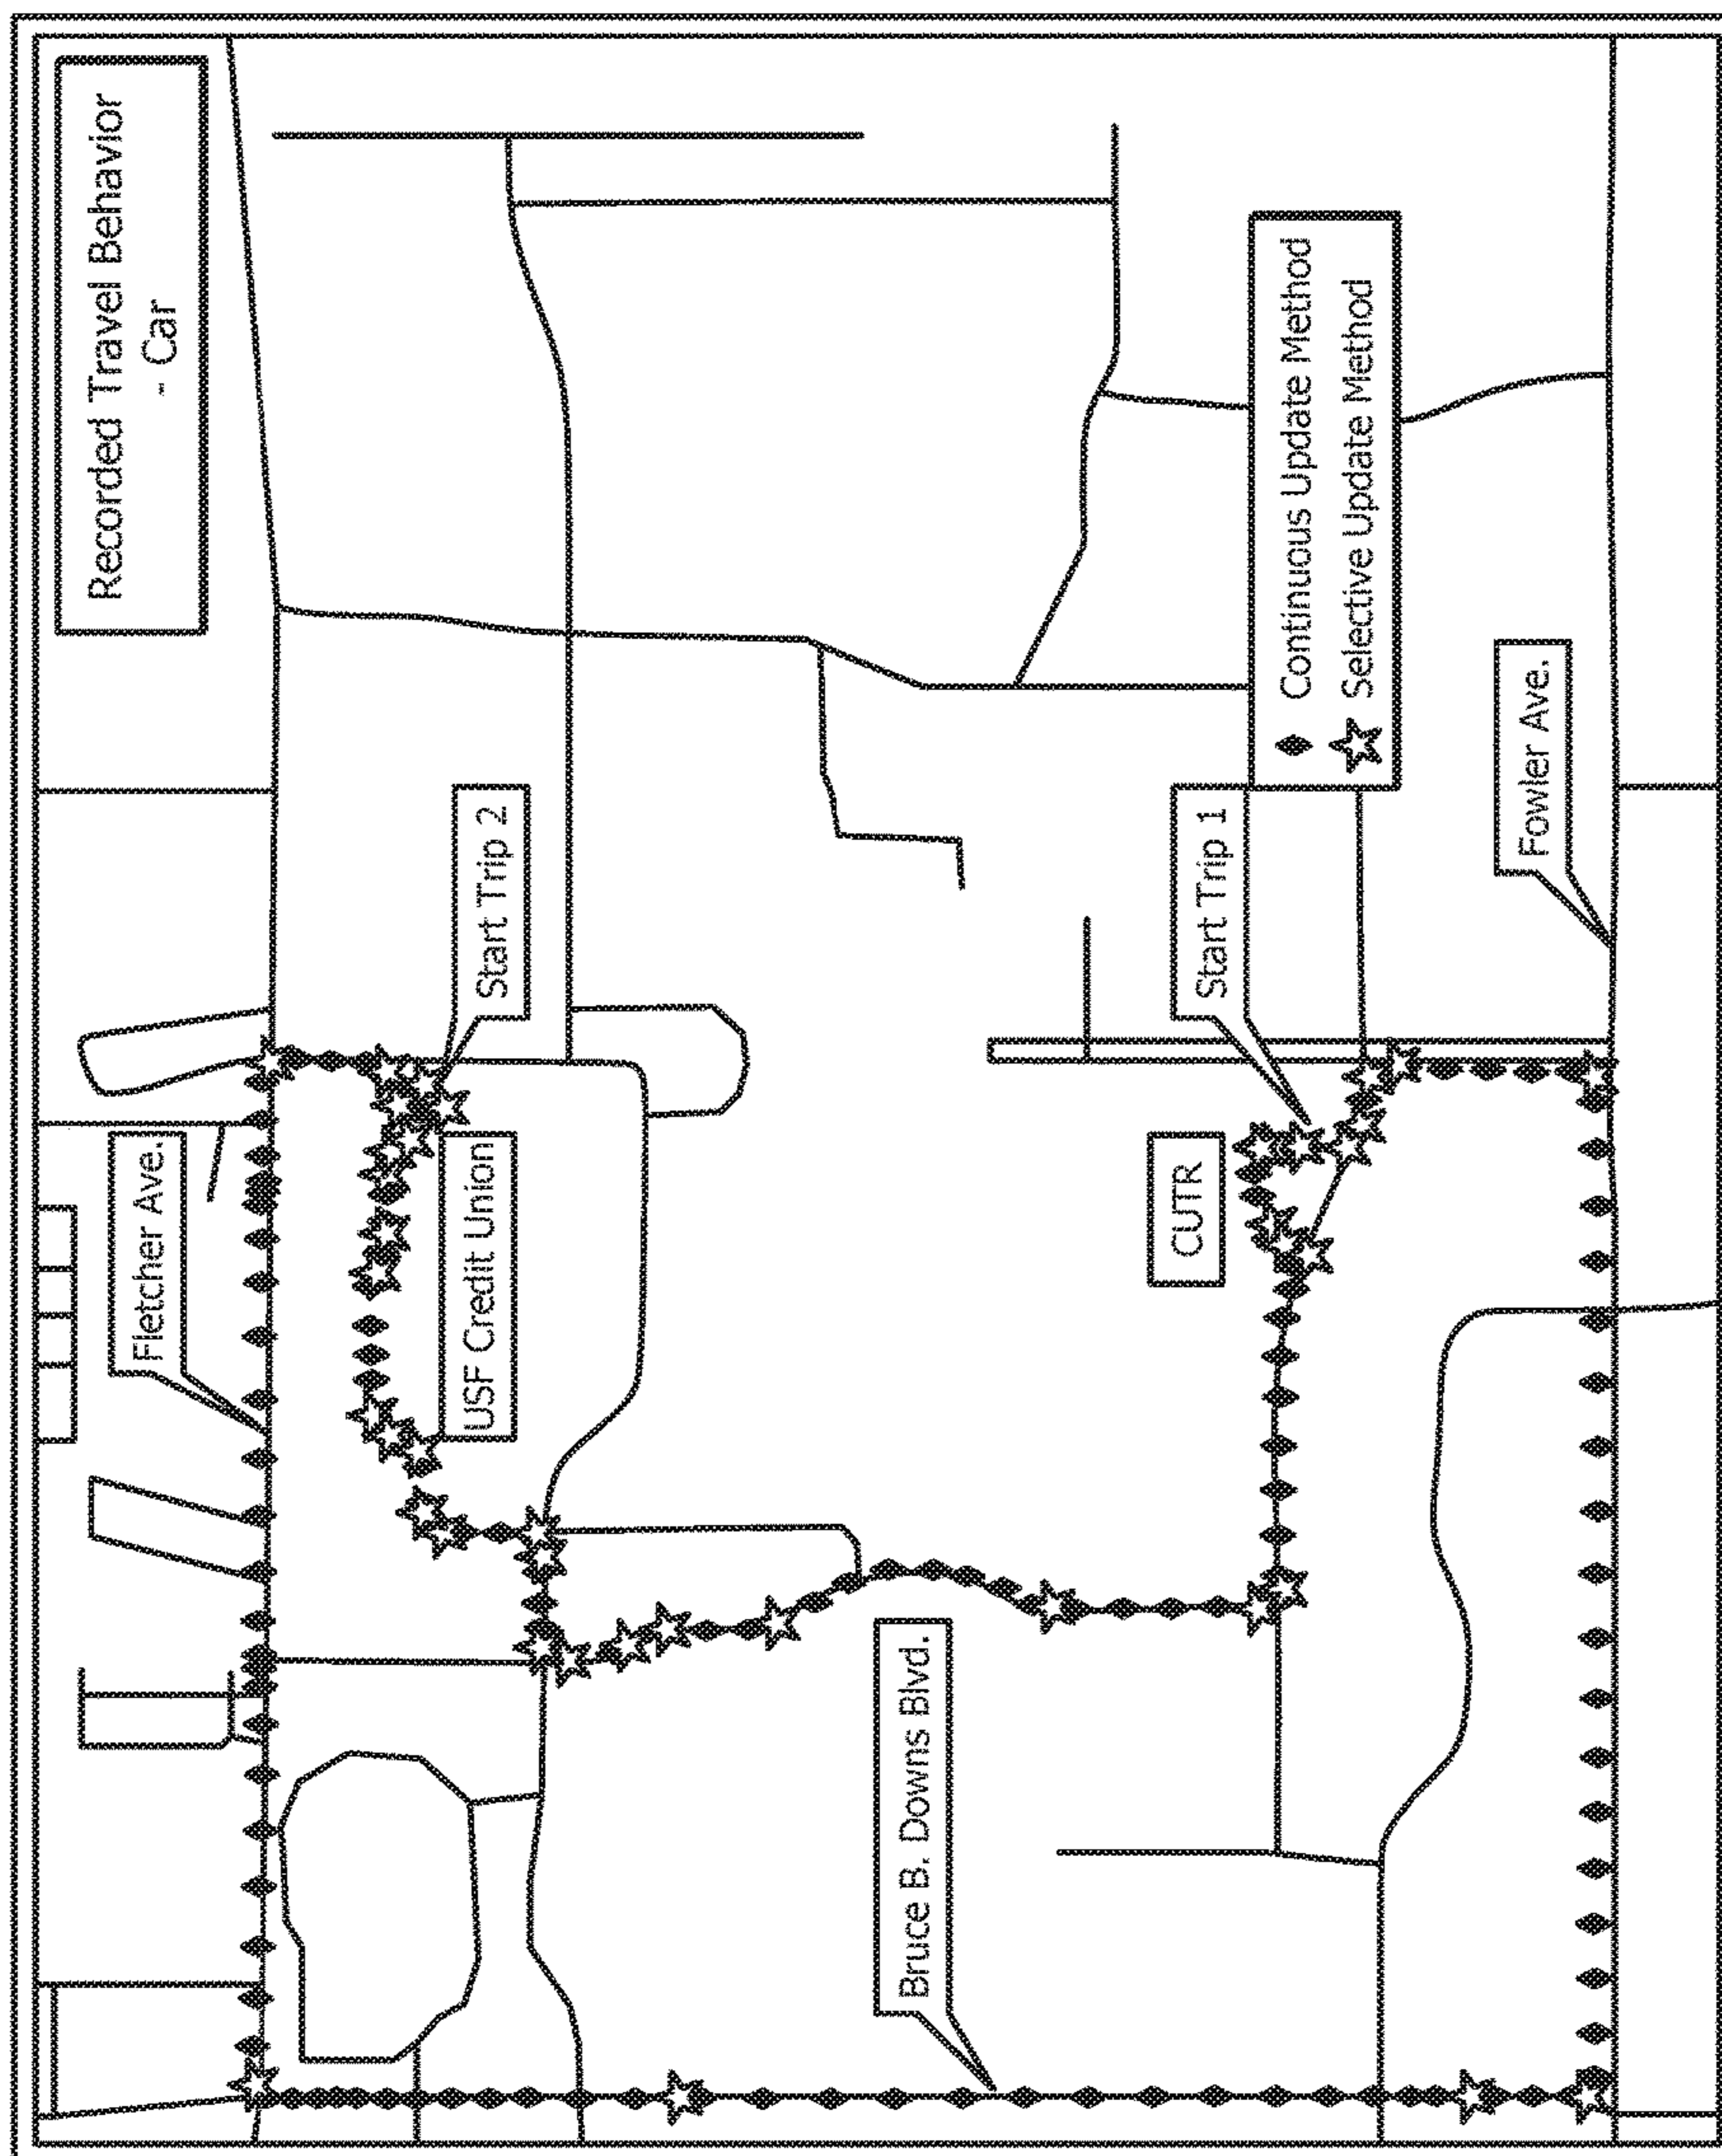 Recorded Travel Behavior
- Car
Fletcher Ave.
Start Trip 2
USF Credit Union
Bruce B. Downs Blvd.
CUTR
Start Trip 1
Continuous Update Method
Selective Update Method
Fowler Ave.